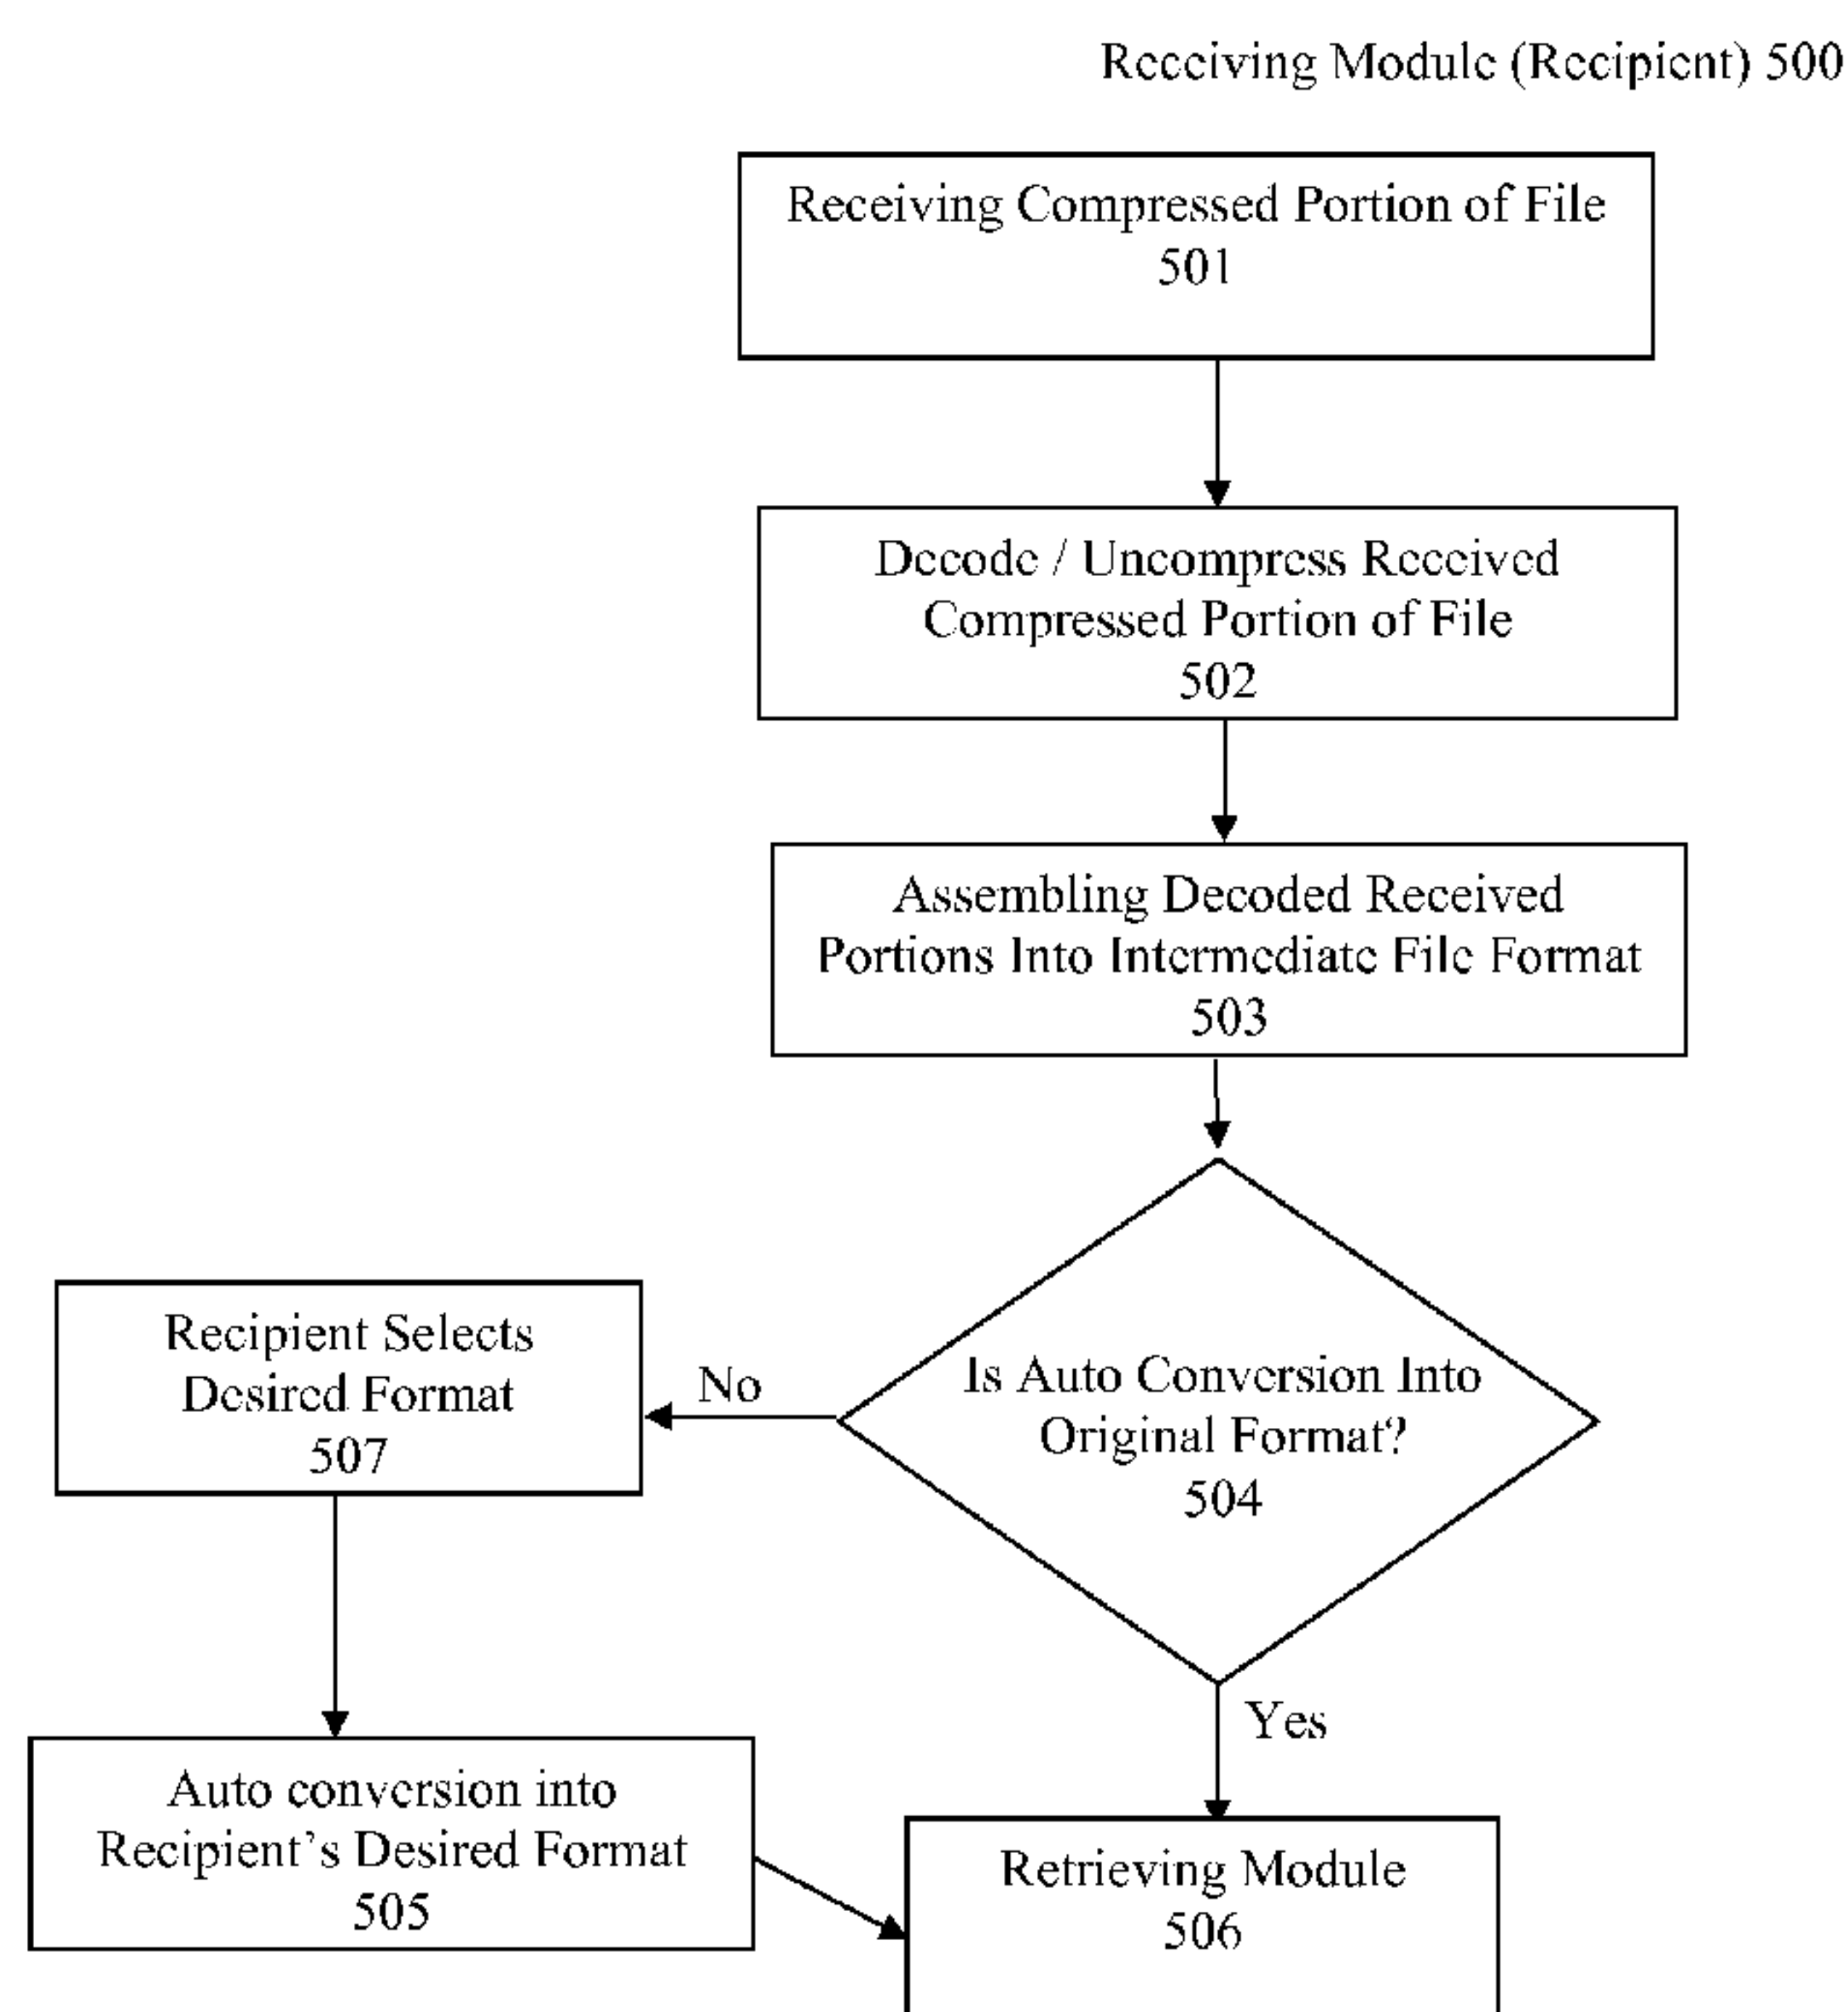 Receiving Module (Recipient) 500
Receiving Compressed Portion of File
501
Decode / Uncompress Received
Compressed Portion of File
502
Assembling Decoded Received
Portions Into Intermediate File Format
503
Is Auto Conversion Into
Original Format?
504
No
Recipient Selects
Desired Format
507
Yes
Auto conversion into
Recipient's Desired Format
505
Retrieving Module
506